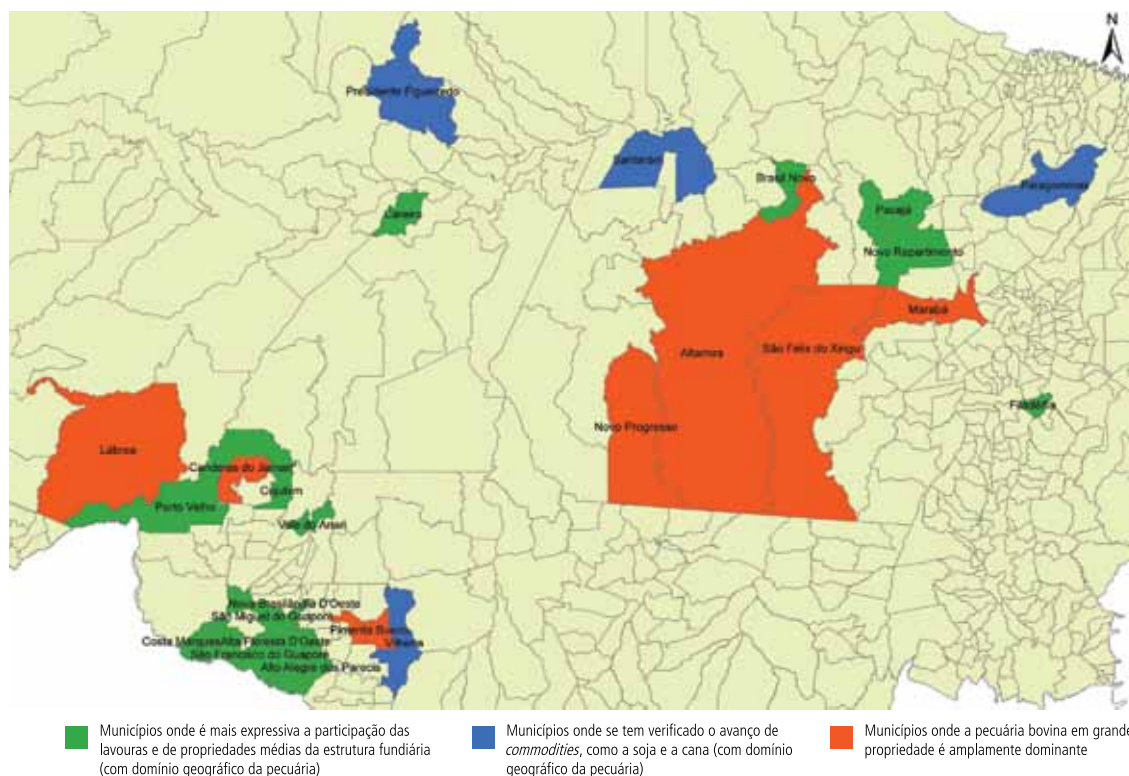 N
Presidente Figueiredo
Santarém
Paragominas
Brasil Novo
Careiro
Pacajá
Novo Repartimento
Marabá
Altamira
São Félix do Xingu
Filadélfia
Novo Progresso
Lábrea
Candeias do Jamari*
Cujubim
Porto Velho
Vale do Anari
Nova Brasilândia D'Oeste
São Miguel do Guaporé
Pimenta Bueno
Vilhena
Costa Marques
Alta Floresta D'Oeste
São Francisco do Guaporé
Alto Alegre dos Parecis
Municípios onde é mais expressiva a participação das
lavouras e de propriedades médias da estrutura fundiária
(com domínio geográfico da pecuária)
Municípios onde se tem verificado o avanço de
commodities, como a soja e a cana (com domínio
geográfico da pecuária)
Municípios onde a pecuária bovina em grande
propriedade é amplamente dominante